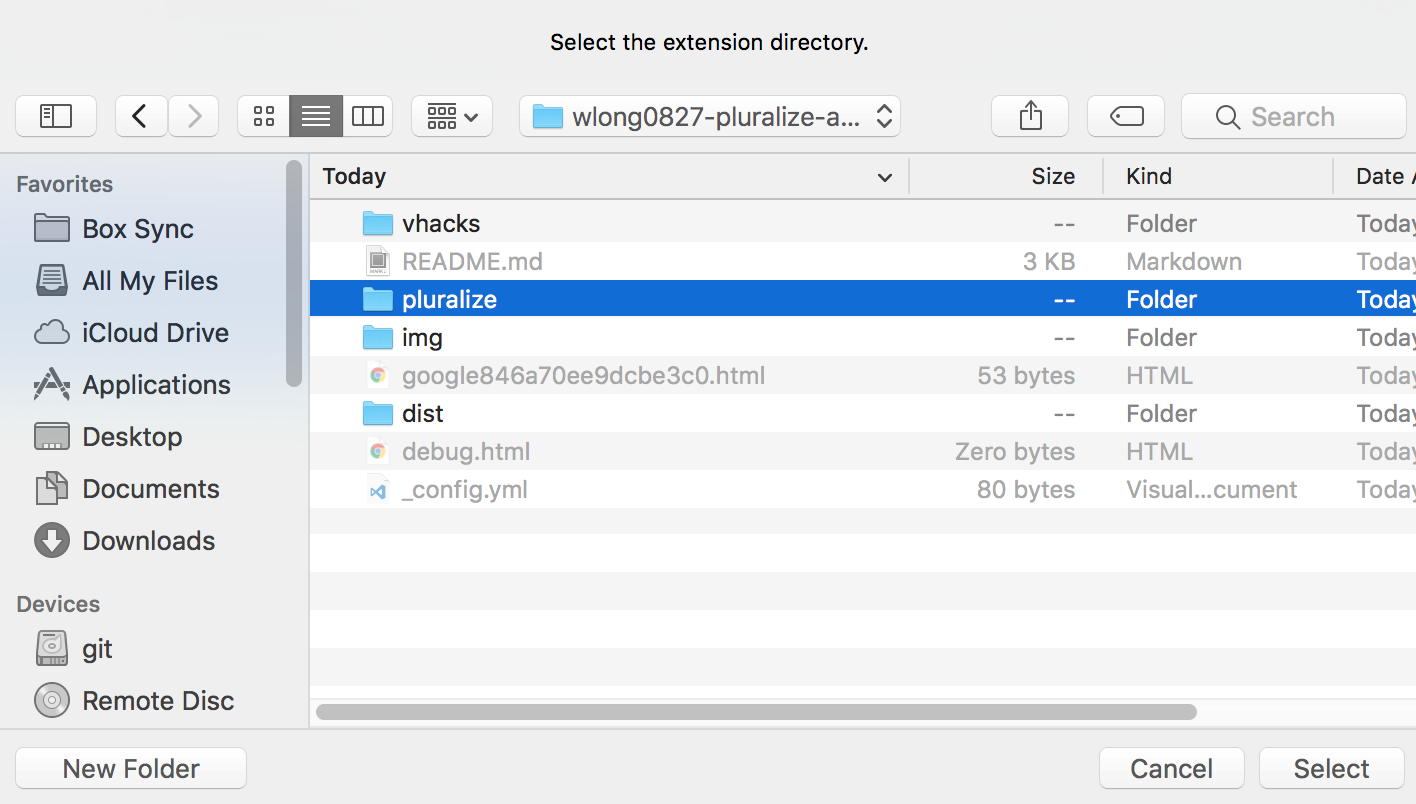 Select the extension directory.
wlong0827-pluralize-a... Search
Favorites
Box Sync
All My Files
iCloud Drive
Applications
Desktop
Documents
Downloads
Devices
git
Remote Disc
Today Size Kind Date
vhacks -- Folder Today
README.md 3 KB Markdown Today
pluralize -- Folder Today
img -- Folder Today
google846a70ee9dcbe3c0.html 53 bytes HTML Today
dist -- Folder Today
debug.html Zero bytes HTML Today
_config.yml 80 bytes Visual...cument Today
New Folder Cancel Select